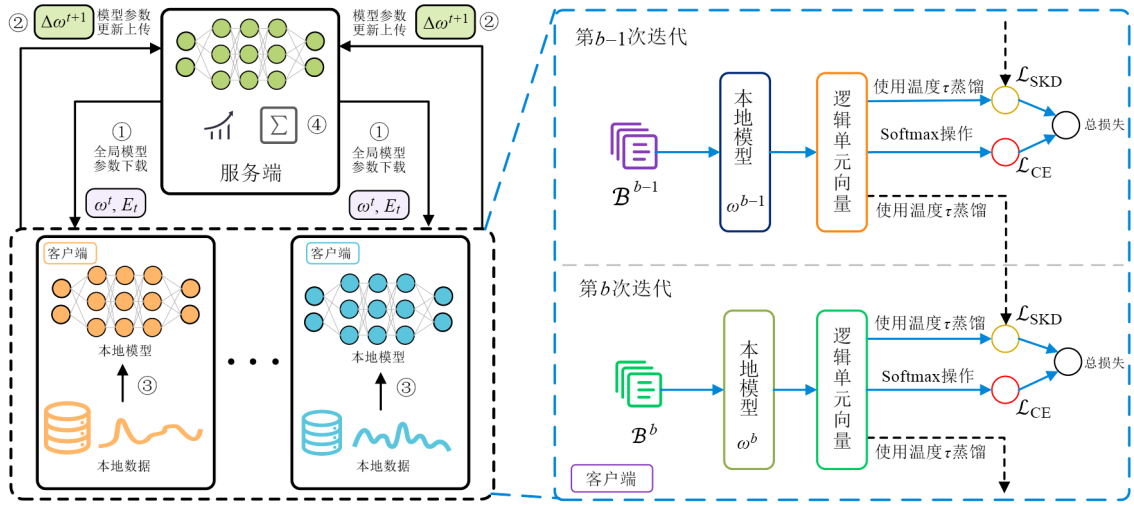 ②
Δω^{t+1}
模型参数
更新上传
模型参数
更新上传
Δω^{t+1}
②
Σ
④
服务端
①
全局模型
参数下载
①
全局模型
参数下载
ω^t, E_t
ω^t, E_t
客户端
本地模型
③
本地数据
客户端
本地模型
③
本地数据
第b−1次迭代
ℬ^{b−1}
本地模型
ω^{b−1}
逻辑单元向量
使用温度τ蒸馏
ℒ_{SKD}
Softmax操作
ℒ_{CE}
总损失
使用温度τ蒸馏
第b次迭代
ℬ^b
本地模型
ω^b
逻辑单元向量
使用温度τ蒸馏
ℒ_{SKD}
Softmax操作
ℒ_{CE}
总损失
使用温度τ蒸馏
客户端